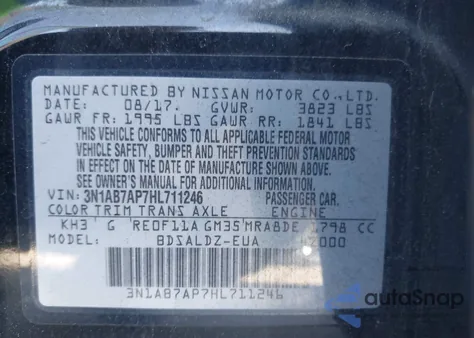 MANUFACTURED BY NISSAN MOTOR CO., LTD.
DATE: 08/17. GVWR: 3823 LBS
GAWR FR: 1995 LBS GAWR RR: 1841 LBS
THIS VEHICLE CONFORMS TO ALL APPLICABLE FEDERAL MOTOR
VEHICLE SAFETY, BUMPER AND THEFT PREVENTION STANDARDS
IN EFFECT ON THE DATE OF MANUFACTURE SHOWN ABOVE.
SEE OWNER'S MANUAL FOR ADDITIONAL INFORMATION.
VIN: 3N1AB7AP7HL711246 PASSENGER CAR.
COLOR TRIM TRANS AXLE ENGINE
KH3 G RE0F11A GM35 MRA8DE 1798 CC
MODEL: BDSALDZ-EUA
3N1AB7AP7HL711246
autoSnap